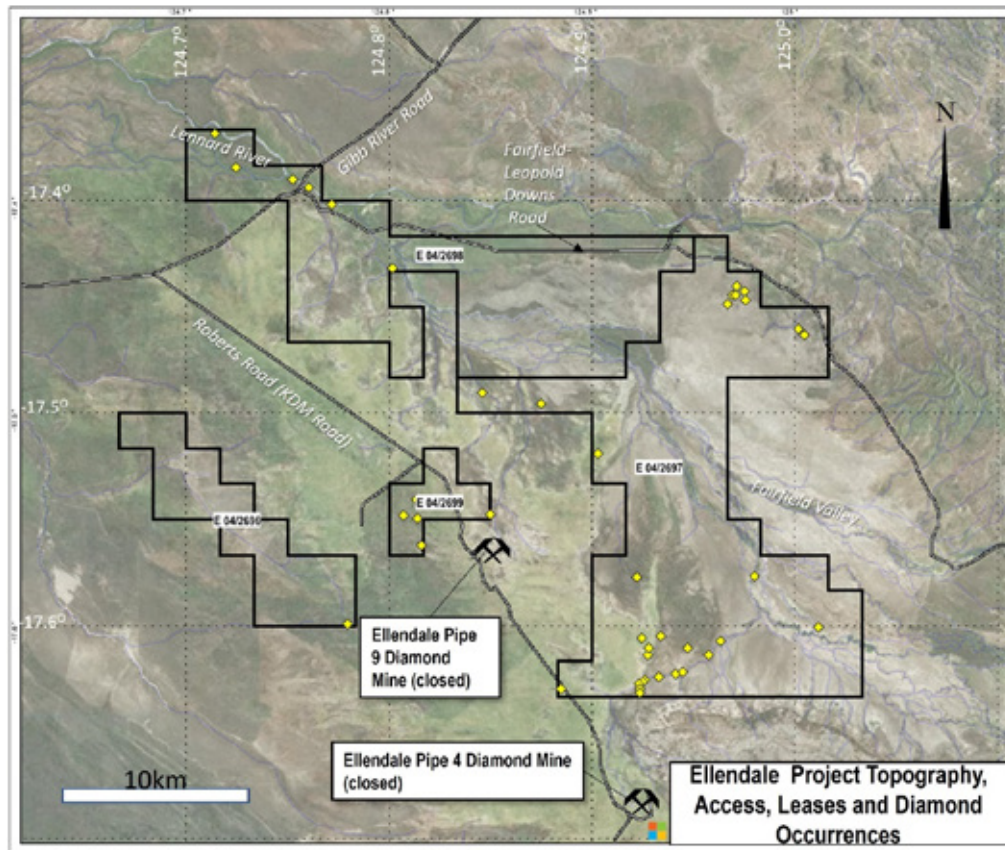 124.7°
124.8°
124.9°
125.0°
N
Lennard River
Gibb River Road
Fairfield-
Leopold
Downs
Road
-17.4°
E 04/2698
Roberts Road (KDM Road)
-17.5°
E 04/2697
Fairfield Valley
E 04/2699
E 04/2696
-17.6°
Ellendale Pipe
9 Diamond
Mine (closed)
Ellendale Pipe 4 Diamond Mine
(closed)
10km
Ellendale Project Topography,
Access, Leases and Diamond
Occurrences